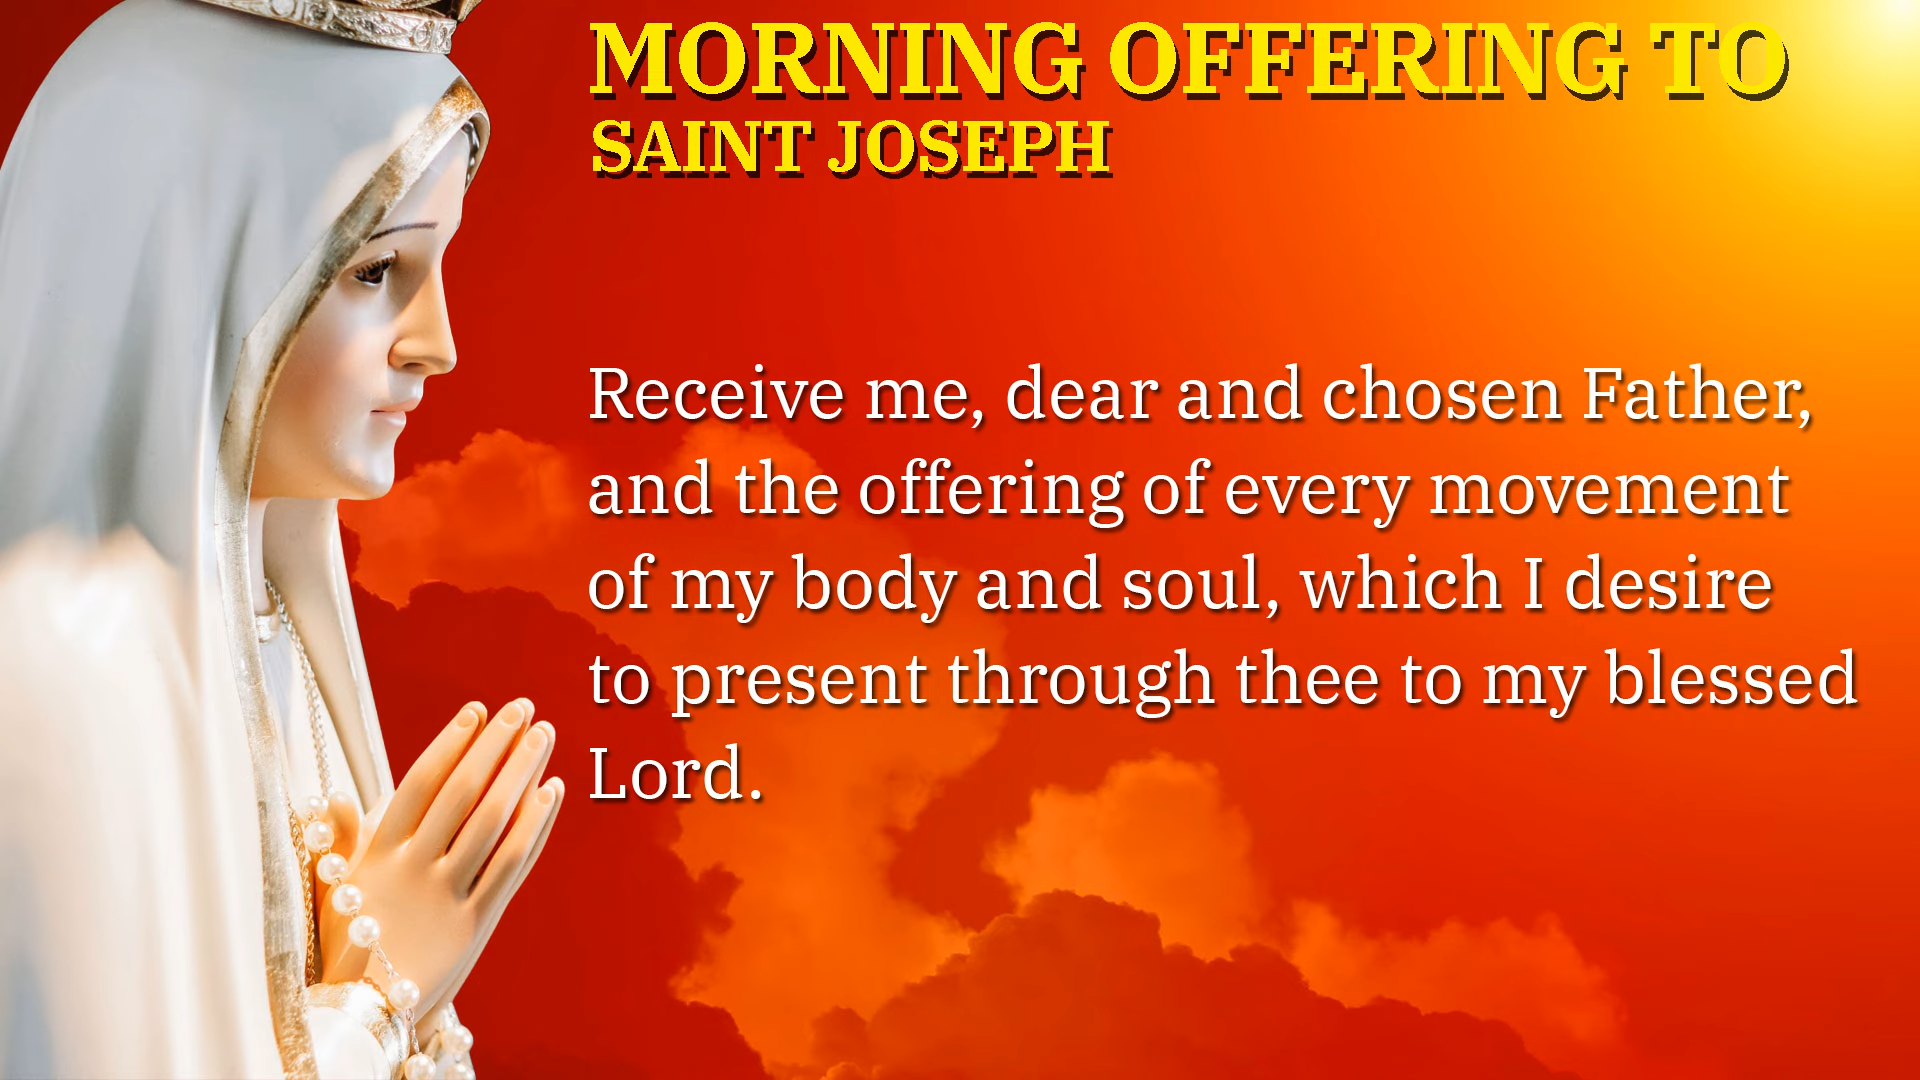 MORNING OFFERING TO
SAINT JOSEPH
Receive me, dear and chosen Father,
and the offering of every movement
of my body and soul, which I desire
to present through thee to my blessed
Lord.